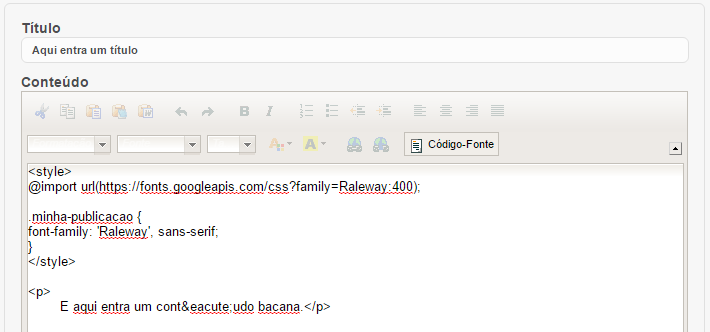 Título
Aqui entra um título
Conteúdo
B I
A A
Código-Fonte
<style>
@import url(https://fonts.googleapis.com/css?family=Raleway:400);
.minha-publicacao {
font-family: 'Raleway', sans-serif;
}
</style>
<p>
E aqui entra um cont&eacute;udo bacana.</p>